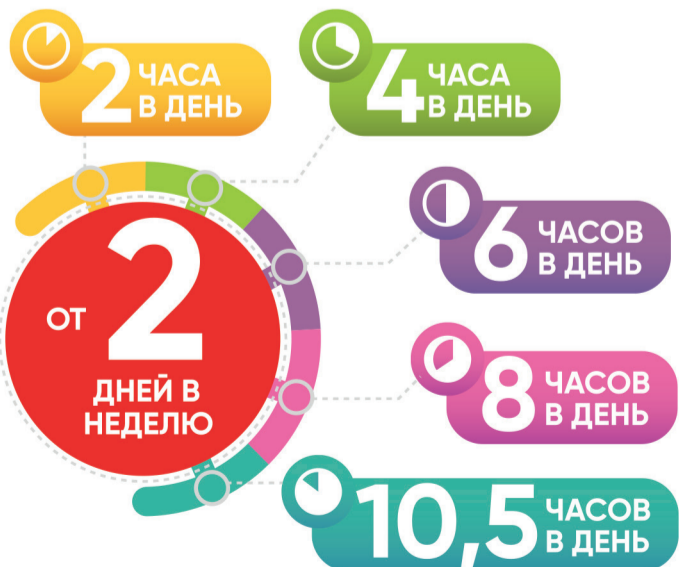 2 ЧАСА
В ДЕНЬ
4 ЧАСА
В ДЕНЬ
6 ЧАСОВ
В ДЕНЬ
8 ЧАСОВ
В ДЕНЬ
10,5 ЧАСОВ
В ДЕНЬ
ОТ 2
ДНЕЙ В
НЕДЕЛЮ